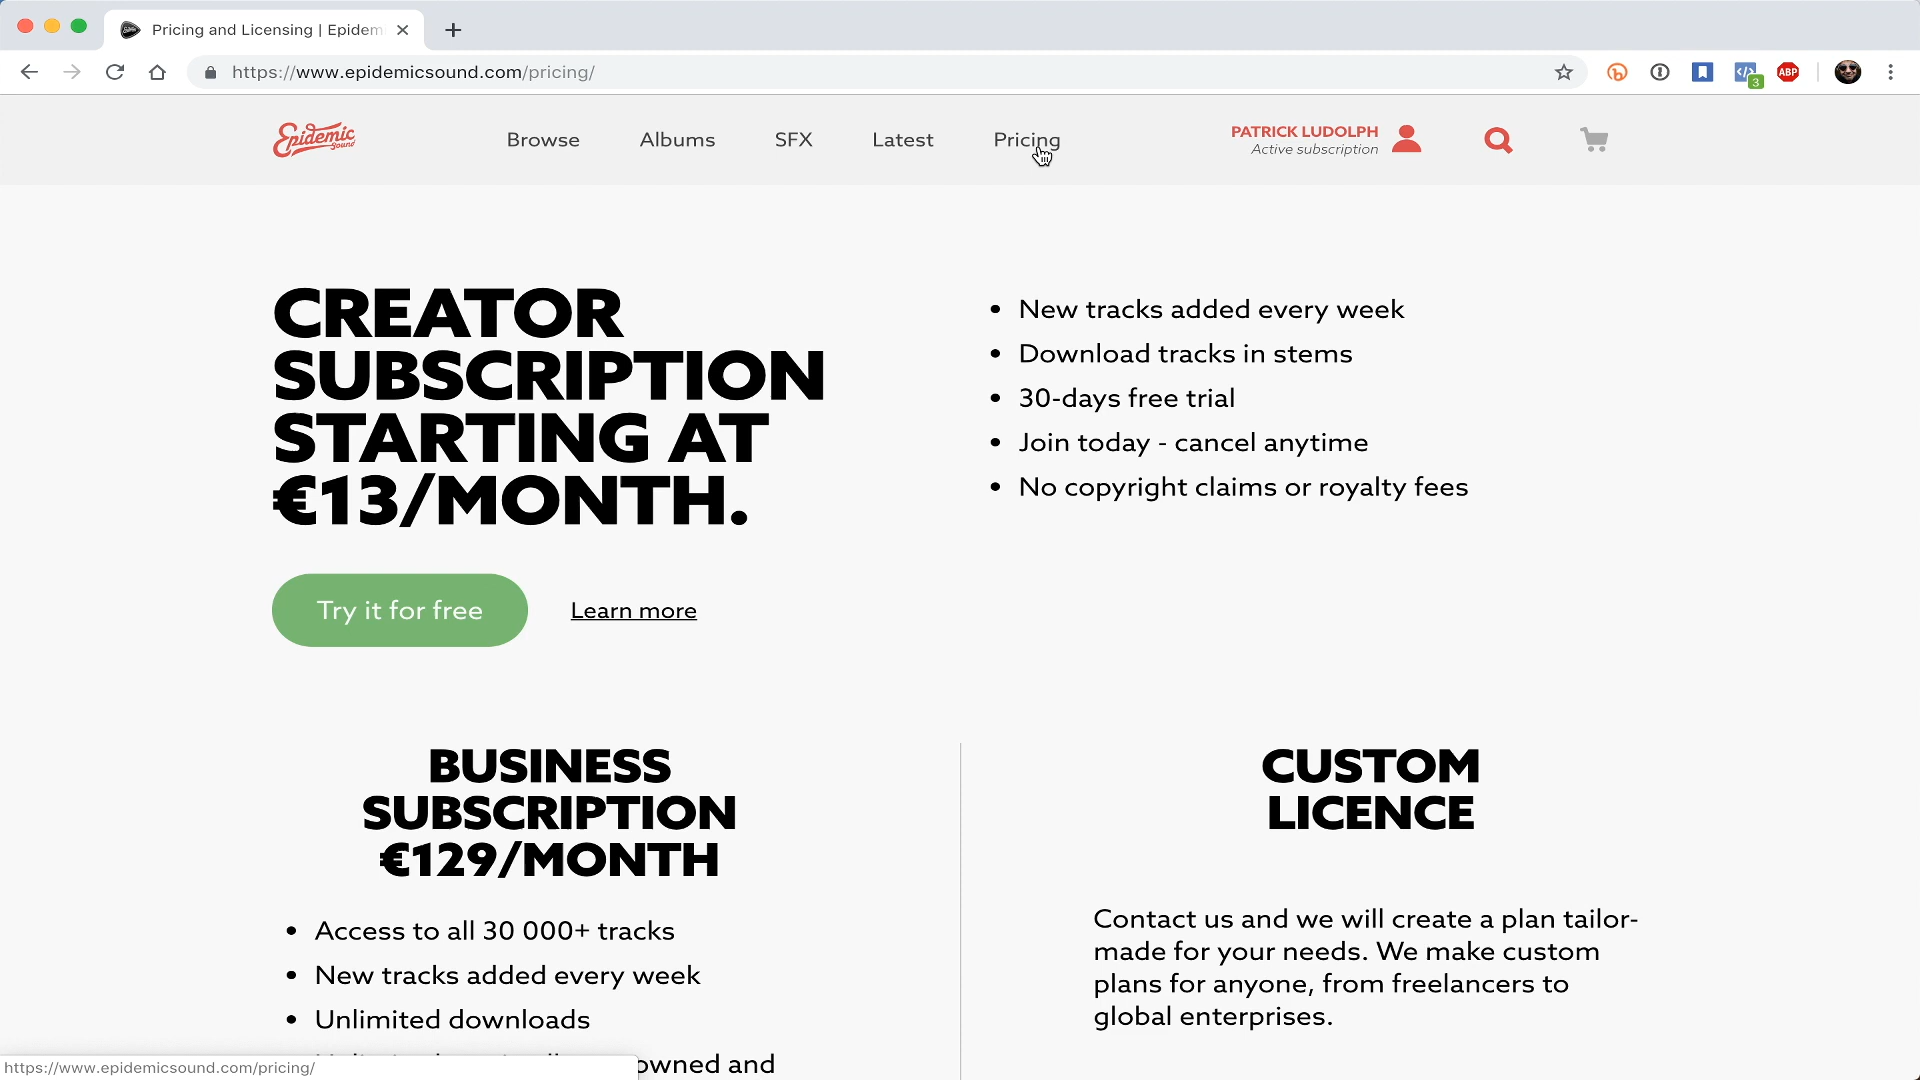 Pricing and Licensing | Epidem
https://www.epidemicsound.com/pricing/
3
ABP
Epidemic
Sound
Browse
Albums
SFX
Latest
Pricing
PATRICK LUDOLPH
Active subscription
CREATOR
SUBSCRIPTION
STARTING AT
€13/MONTH.
New tracks added every week
Download tracks in stems
30-days free trial
Join today - cancel anytime
No copyright claims or royalty fees
Try it for free
Learn more
BUSINESS
SUBSCRIPTION
€129/MONTH
Access to all 30 000+ tracks
New tracks added every week
Unlimited downloads
owned and
CUSTOM
LICENCE
Contact us and we will create a plan tailor-
made for your needs. We make custom
plans for anyone, from freelancers to
global enterprises.
https://www.epidemicsound.com/pricing/